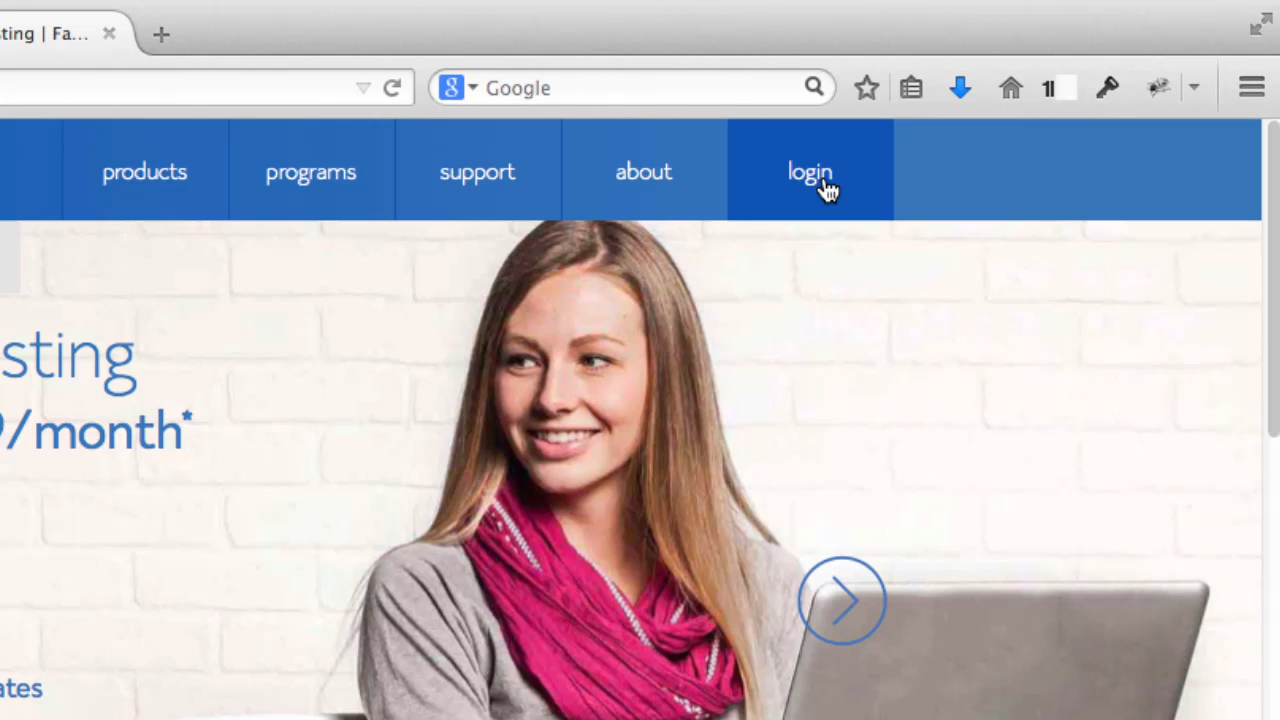 ting | Fa...
Google
products programs support about login
sting
/month*
ates